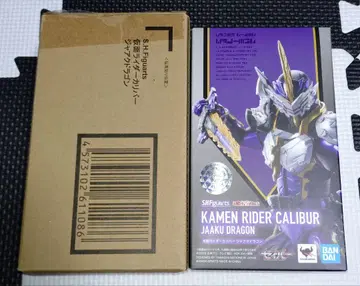 S.H.Figuarts
仮面ライダーカリバー
ジャアクドラゴン
4573102611086
S.H.Figuarts
KAMEN RIDER CALIBUR
JAAKU DRAGON
仮面ライダーカリバー ジャアクドラゴン
BANDAI